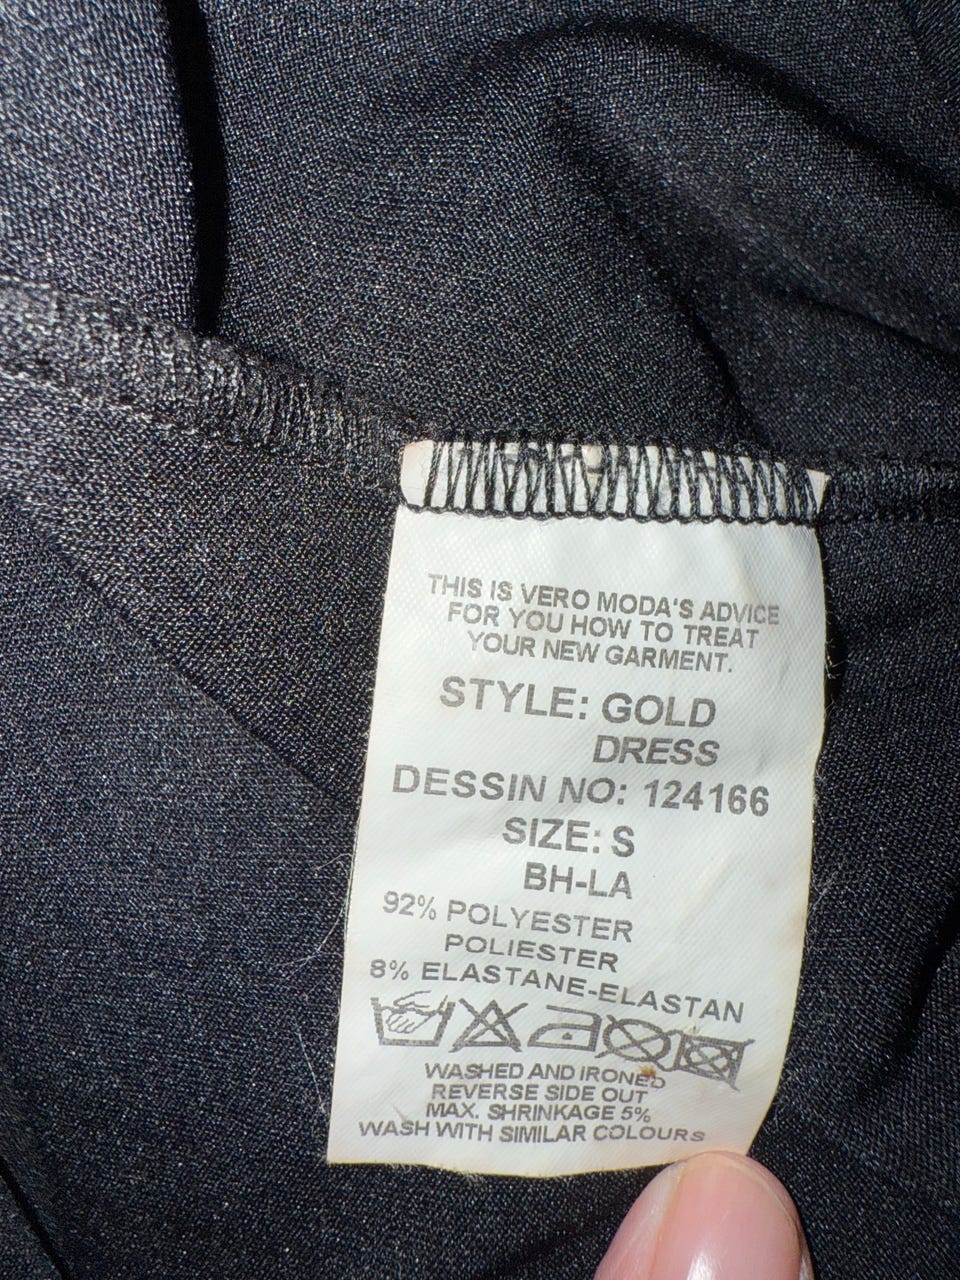 THIS IS VERO MODA'S ADVICE
FOR YOU HOW TO TREAT
YOUR NEW GARMENT.
STYLE: GOLD
DRESS
DESSIN NO: 124166
SIZE: S
BH-LA
92% POLYESTER
POLIESTER
8% ELASTANE-ELASTAN
WASHED AND IRONED
REVERSE SIDE OUT
MAX. SHRINKAGE 5%
WASH WITH SIMILAR COLOURS